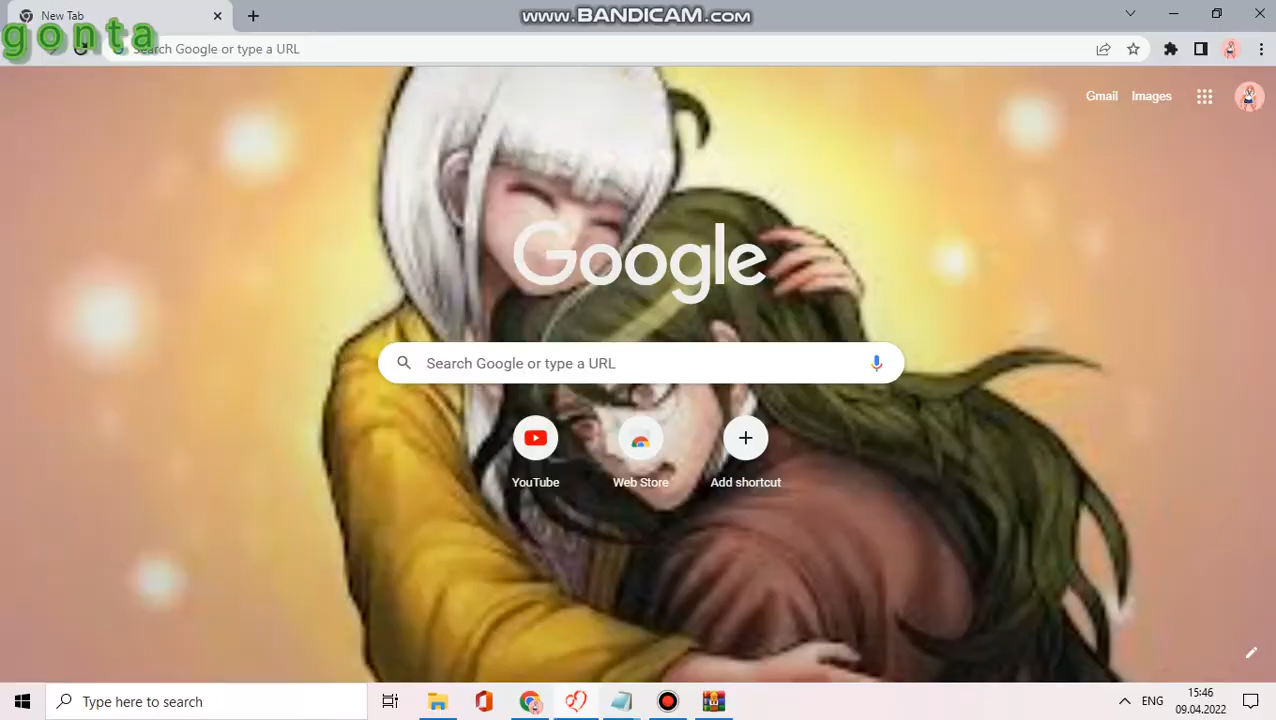 New Tab
www.BANDICAM.com
gonta
Search Google or type a URL
Gmail
Images
Google
Search Google or type a URL
YouTube
Web Store
Add shortcut
Type here to search
ENG
15:46
09.04.2022